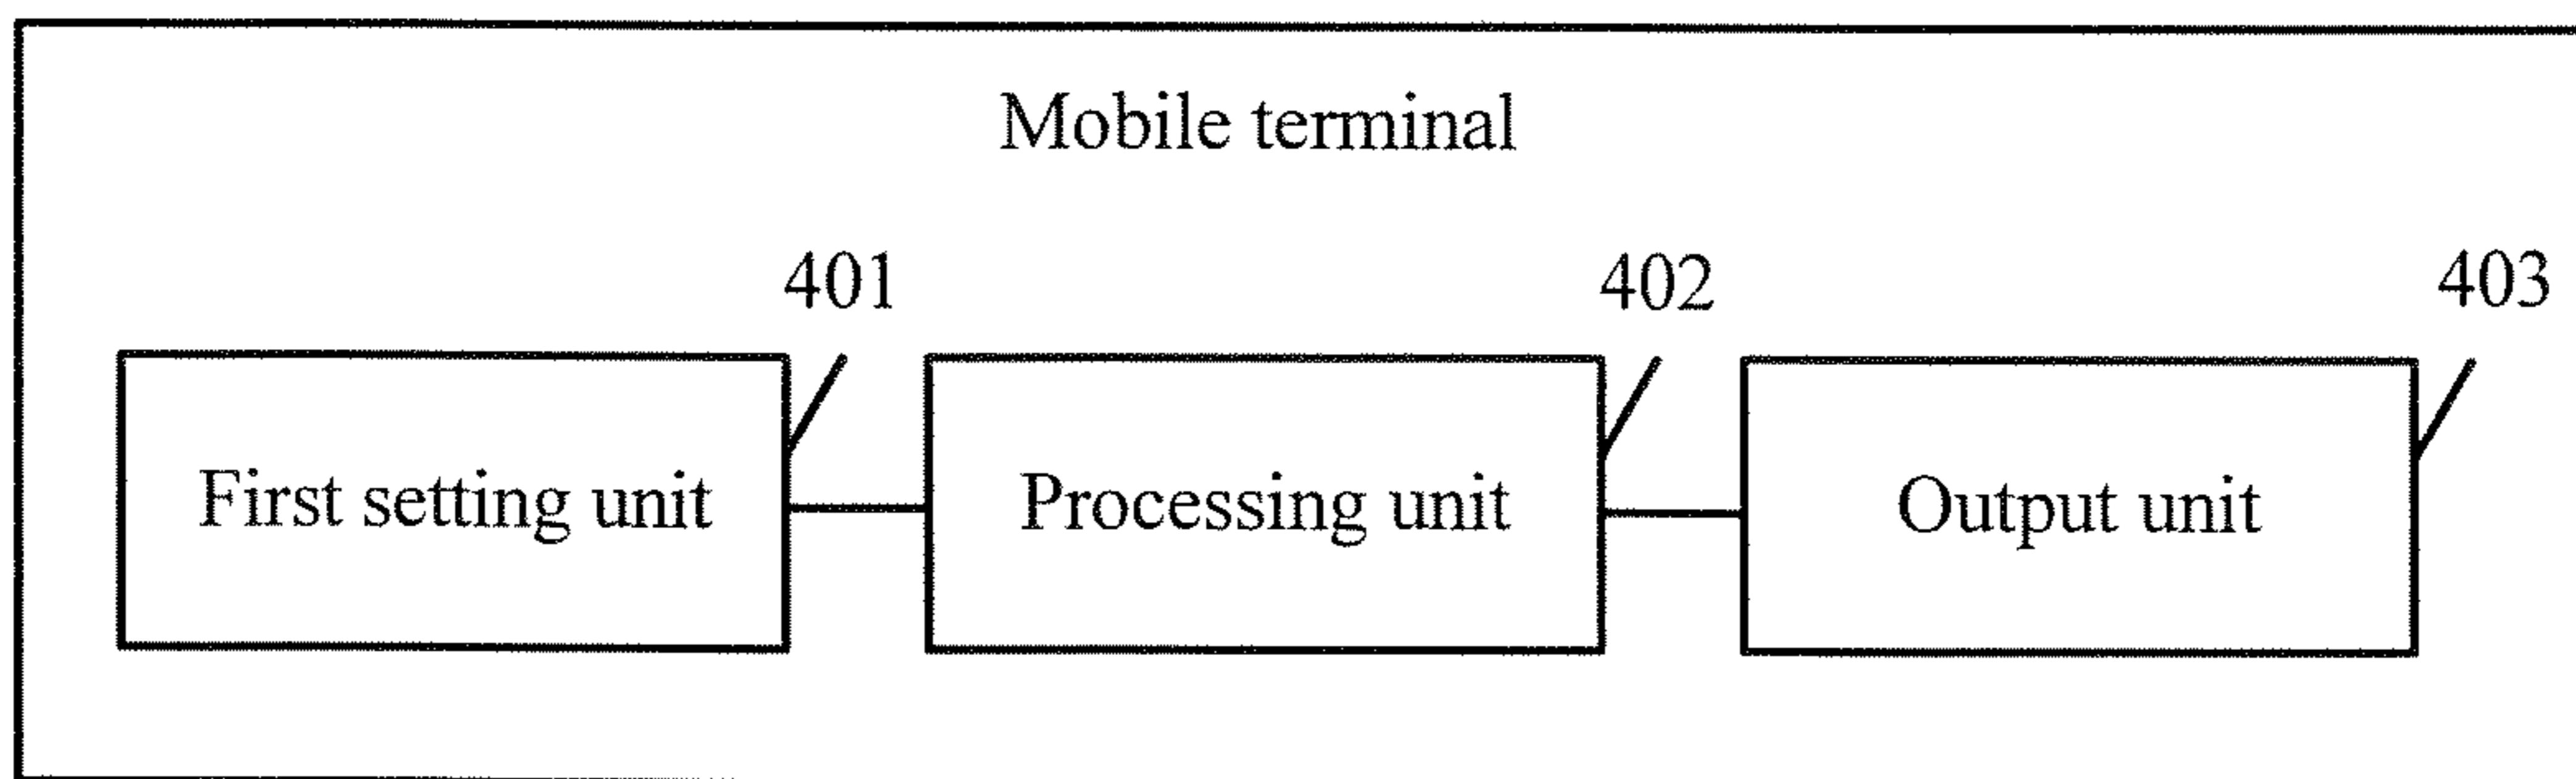 Mobile terminal
401
402
403
First setting unit
Processing unit
Output unit